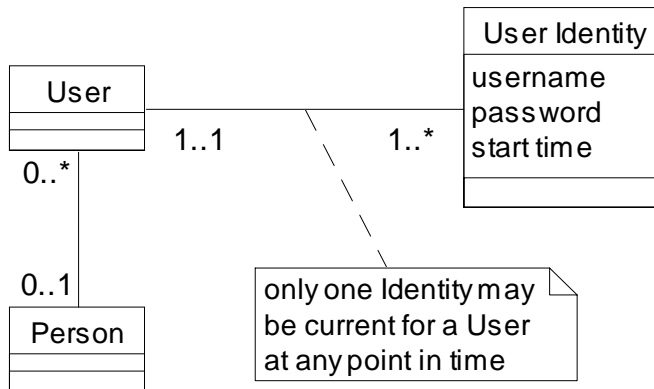 User Identity
username
password
start time
User
1..1
1..*
0..*
0..1
Person
only one Identity may
be current for a User
at any point in time